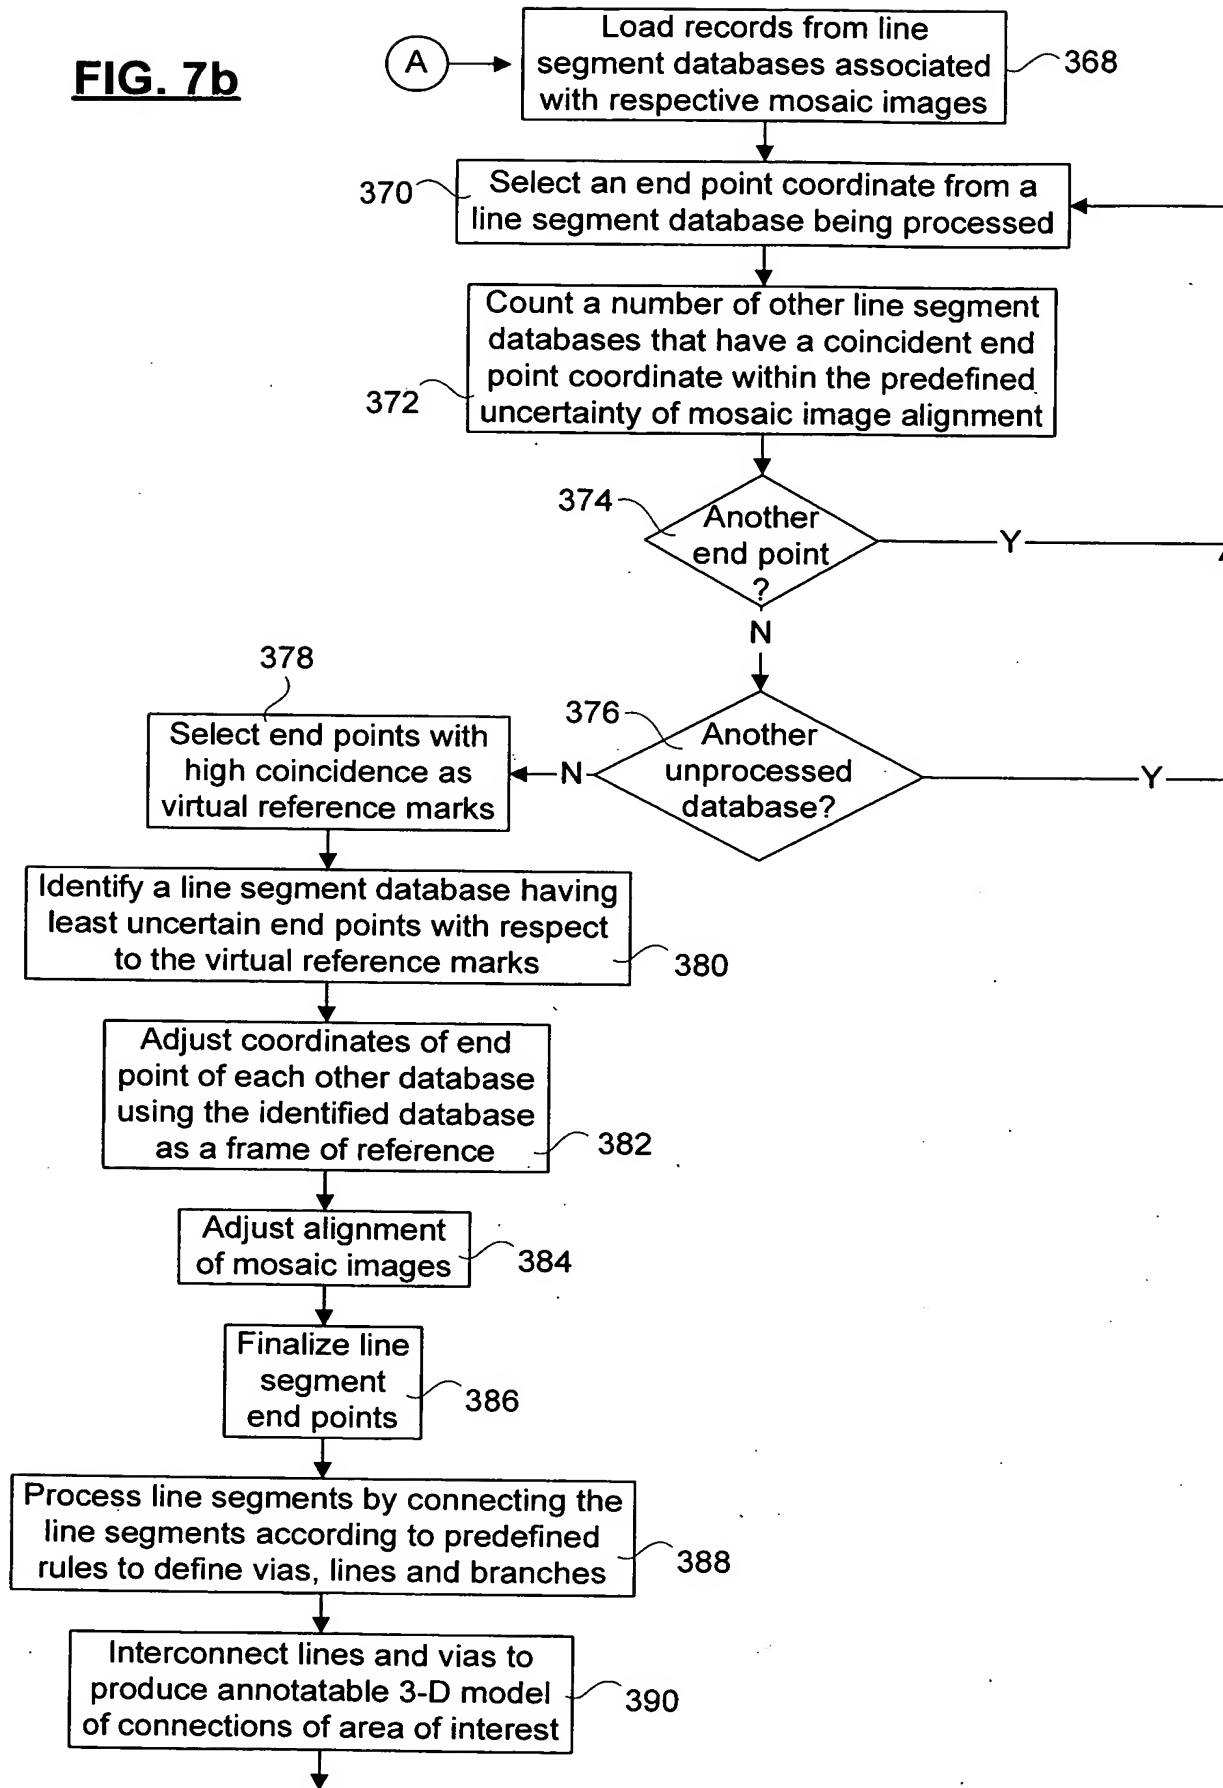 FIG. 7b
A
Load records from line
segment databases associated
with respective mosaic images
368
370
Select an end point coordinate from a
line segment database being processed
Count a number of other line segment
databases that have a coincident end
point coordinate within the predefined
uncertainty of mosaic image alignment
372
374
Another
end point
?
Y
N
378
Select end points with
high coincidence as
virtual reference marks
N
376
Another
unprocessed
database?
Y
Identify a line segment database having
least uncertain end points with respect
to the virtual reference marks
380
Adjust coordinates of end
point of each other database
using the identified database
as a frame of reference
382
Adjust alignment
of mosaic images
384
Finalize line
segment
end points
386
Process line segments by connecting the
line segments according to predefined
rules to define vias, lines and branches
388
Interconnect lines and vias to
produce annotatable 3-D model
of connections of area of interest
390